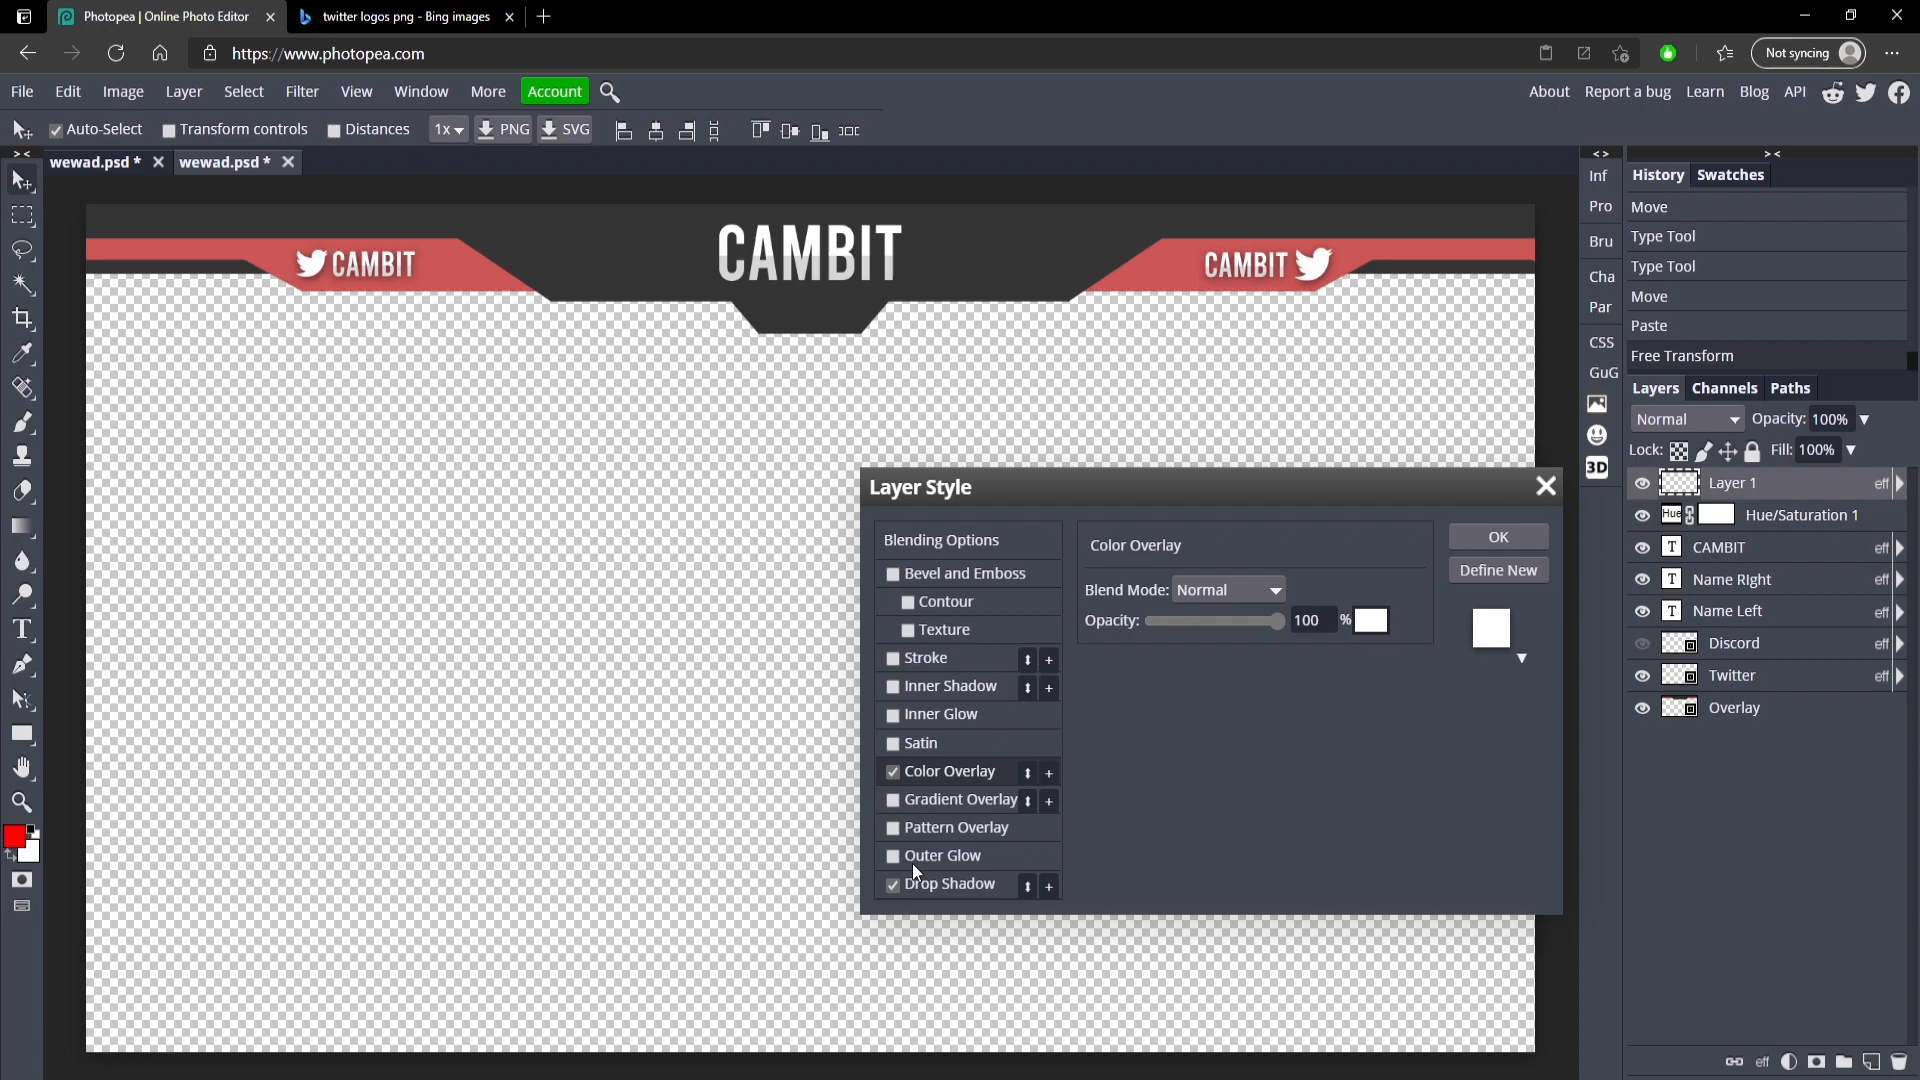 Photopea | Online Photo Editor
twitter logos png - Bing images
https://www.photopea.com
Not syncing
File Edit Image Layer Select Filter View Window More Account
About Report a bug Learn Blog API
Auto-Select Transform controls Distances 1x PNG SVG
wewad.psd * wewad.psd *
CAMBIT
CAMBIT
CAMBIT
Inf
Pro
Bru
Cha
Par
CSS
GuG
3D
History Swatches
Move
Type Tool
Type Tool
Move
Paste
Free Transform
Layers Channels Paths
Normal Opacity: 100%
Lock: Fill: 100%
Layer 1 eff
Hue Hue/Saturation 1
T CAMBIT eff
T Name RIght eff
T Name Left eff
Discord eff
Twitter eff
Overlay
eff
Layer Style
Blending Options
Bevel and Emboss
Contour
Texture
Stroke
Inner Shadow
Inner Glow
Satin
Color Overlay
Gradient Overlay
Pattern Overlay
Outer Glow
Drop Shadow
Color Overlay
Blend Mode: Normal
Opacity: 100 %
OK
Define New
T